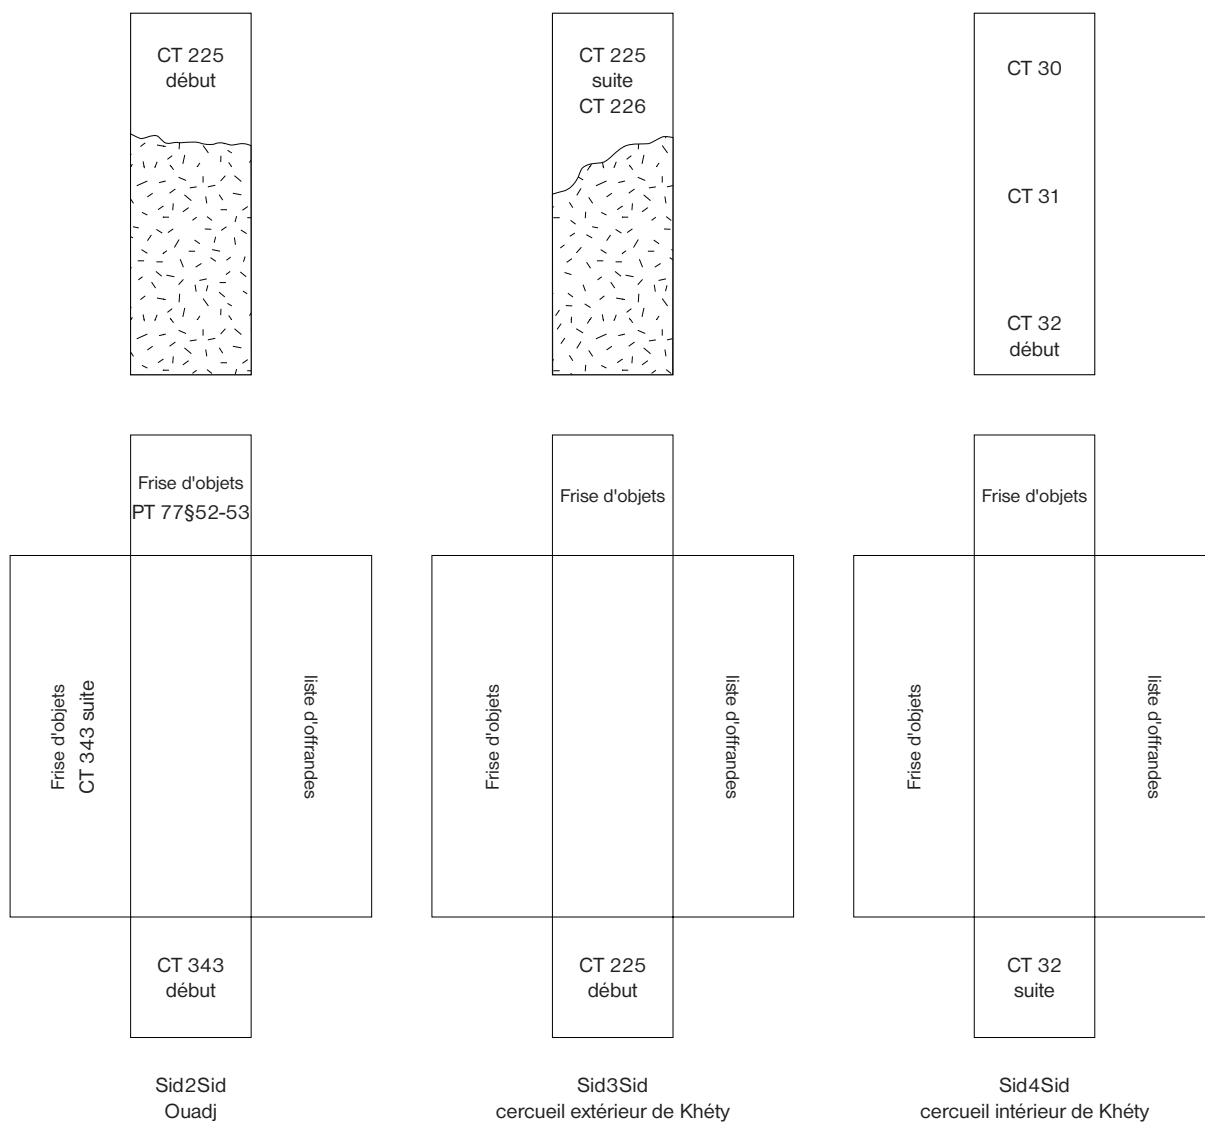 CT 225
début
CT 225
suite
CT 226
CT 30
CT 31
CT 32
début
Frise d'objets
PT 77§52-53
Frise d'objets
CT 343 suite
liste d'offrandes
CT 343
début
Sid2Sid
Ouadj
Frise d'objets
Frise d'objets
liste d'offrandes
CT 225
début
Sid3Sid
cercueil extérieur de Khéty
Frise d'objets
Frise d'objets
liste d'offrandes
CT 32
suite
Sid4Sid
cercueil intérieur de Khéty